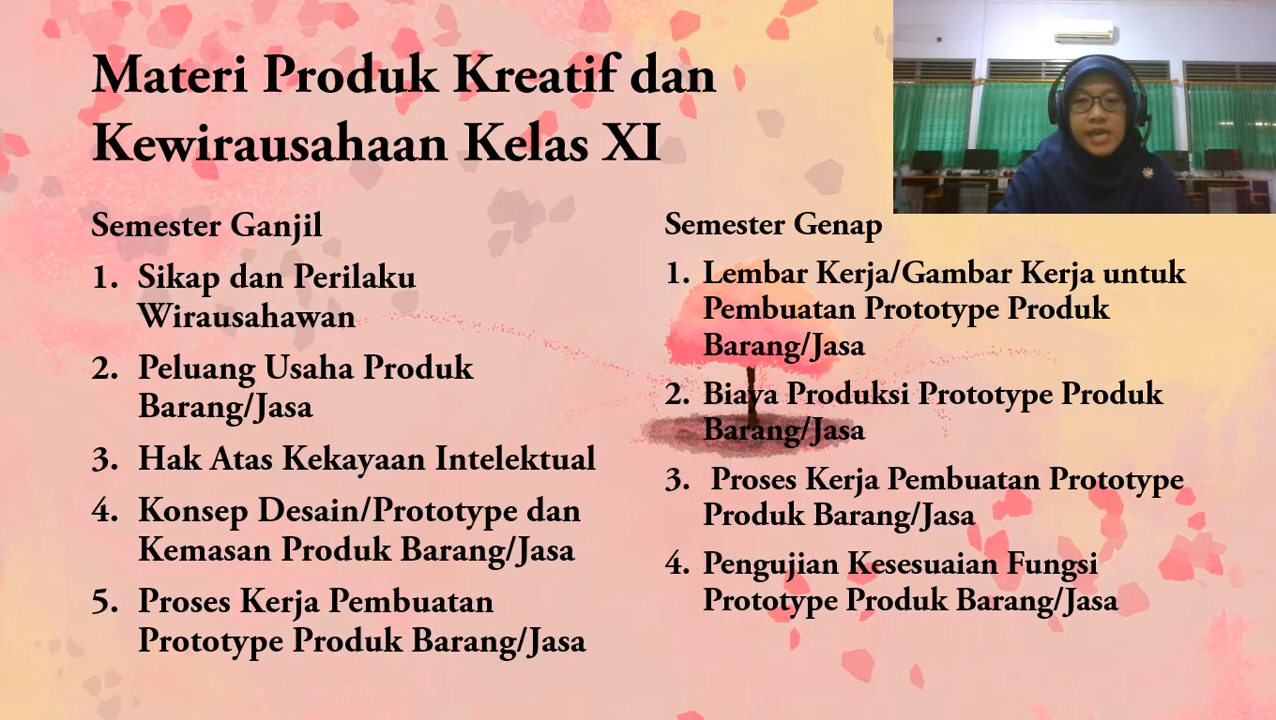 Materi Produk Kreatif dan
Kewirausahaan Kelas XI
Semester Ganjil
1. Sikap dan Perilaku
Wirausahawan
2. Peluang Usaha Produk
Barang/Jasa
3. Hak Atas Kekayaan Intelektual
4. Konsep Desain/Prototype dan
Kemasan Produk Barang/Jasa
5. Proses Kerja Pembuatan
Prototype Produk Barang/Jasa
Semester Genap
1. Lembar Kerja/Gambar Kerja untuk
Pembuatan Prototype Produk
Barang/Jasa
2. Biaya Produksi Prototype Produk
Barang/Jasa
3. Proses Kerja Pembuatan Prototype
Produk Barang/Jasa
4. Pengujian Kesesuaian Fungsi
Prototype Produk Barang/Jasa